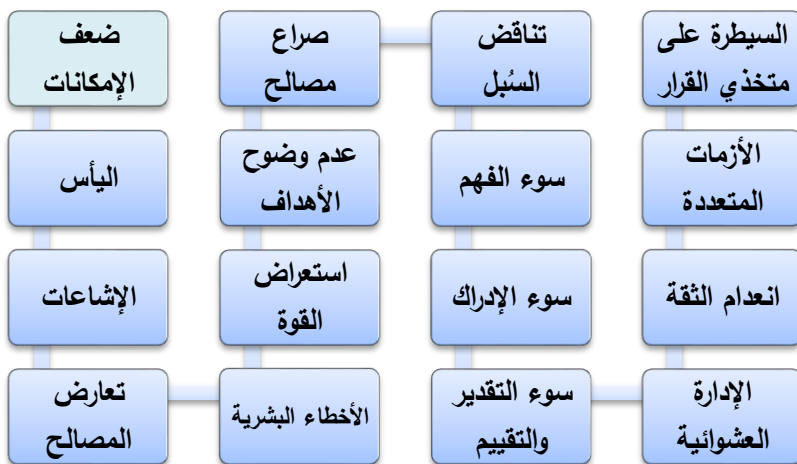 ضعف
الإمكانات
اليأس
الإشاعات
تعارض
المصالح
الأخطاء البشرية
استعراض
القوة
عدم وضوح
الأهداف
صراع
مصالح
تناقض
السُبل
سوء الفهم
سوء الإدراك
سوء التقدير
والتقييم
الإدارة
العشوائية
انعدام الثقة
الأزمات
المتعددة
السيطرة على
متخذي القرار